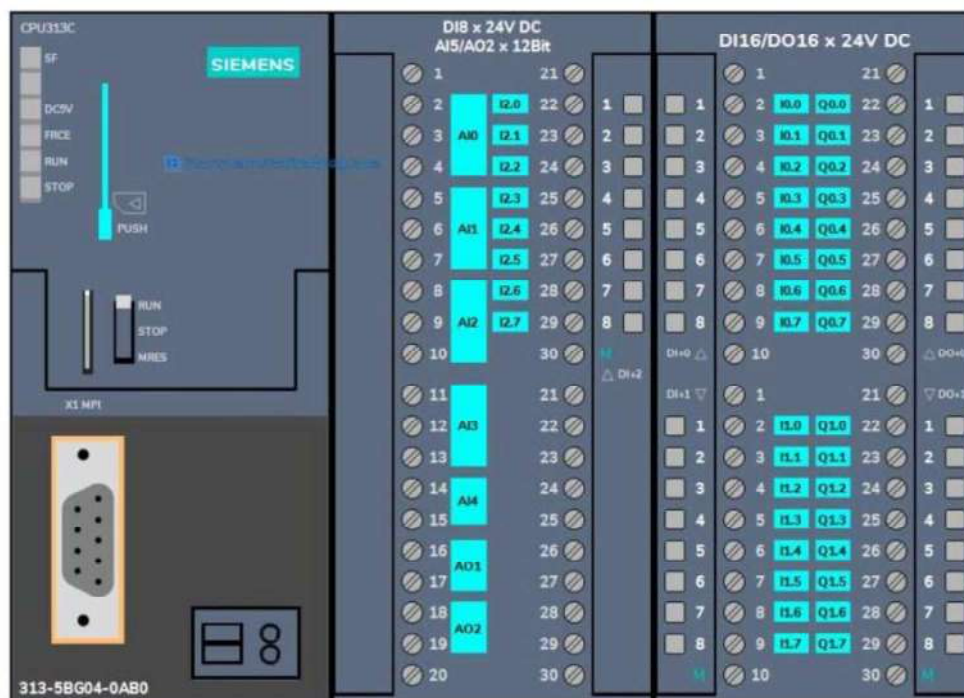 CPU313C
SF
DC5V
FRCE
RUN
STOP
SIEMENS
PUSH
RUN
STOP
MRES
X1 MPI
313-5BG04-0AB0
DI8 x 24V DC
AI5/AO2 x 12Bit
1 21
2 I2.0 22 1
AI0
3 I2.1 23 2
4 I2.2 24 3
5 I2.3 25 4
AI1
6 I2.4 26 5
7 I2.5 27 6
8 I2.6 28 7
AI2
9 I2.7 29 8
10 30 M
△ DI+2
11 21
12 AI3 22
13 23
14 24
AI4
15 25
16 26
AO1
17 27
18 28
AO2
19 29
20 30
DI16/DO16 x 24V DC
1 21
1 2 I0.0 Q0.0 22 1
2 3 I0.1 Q0.1 23 2
3 4 I0.2 Q0.2 24 3
4 5 I0.3 Q0.3 25 4
5 6 I0.4 Q0.4 26 5
6 7 I0.5 Q0.5 27 6
7 8 I0.6 Q0.6 28 7
8 9 I0.7 Q0.7 29 8
DI+0 △ 10 30 △ DO+0
DI+1 ▽ 1 21 ▽ DO+1
1 2 I1.0 Q1.0 22 1
2 3 I1.1 Q1.1 23 2
3 4 I1.2 Q1.2 24 3
4 5 I1.3 Q1.3 25 4
5 6 I1.4 Q1.4 26 5
6 7 I1.5 Q1.5 27 6
7 8 I1.6 Q1.6 28 7
8 9 I1.7 Q1.7 29 8
M 10 30 M